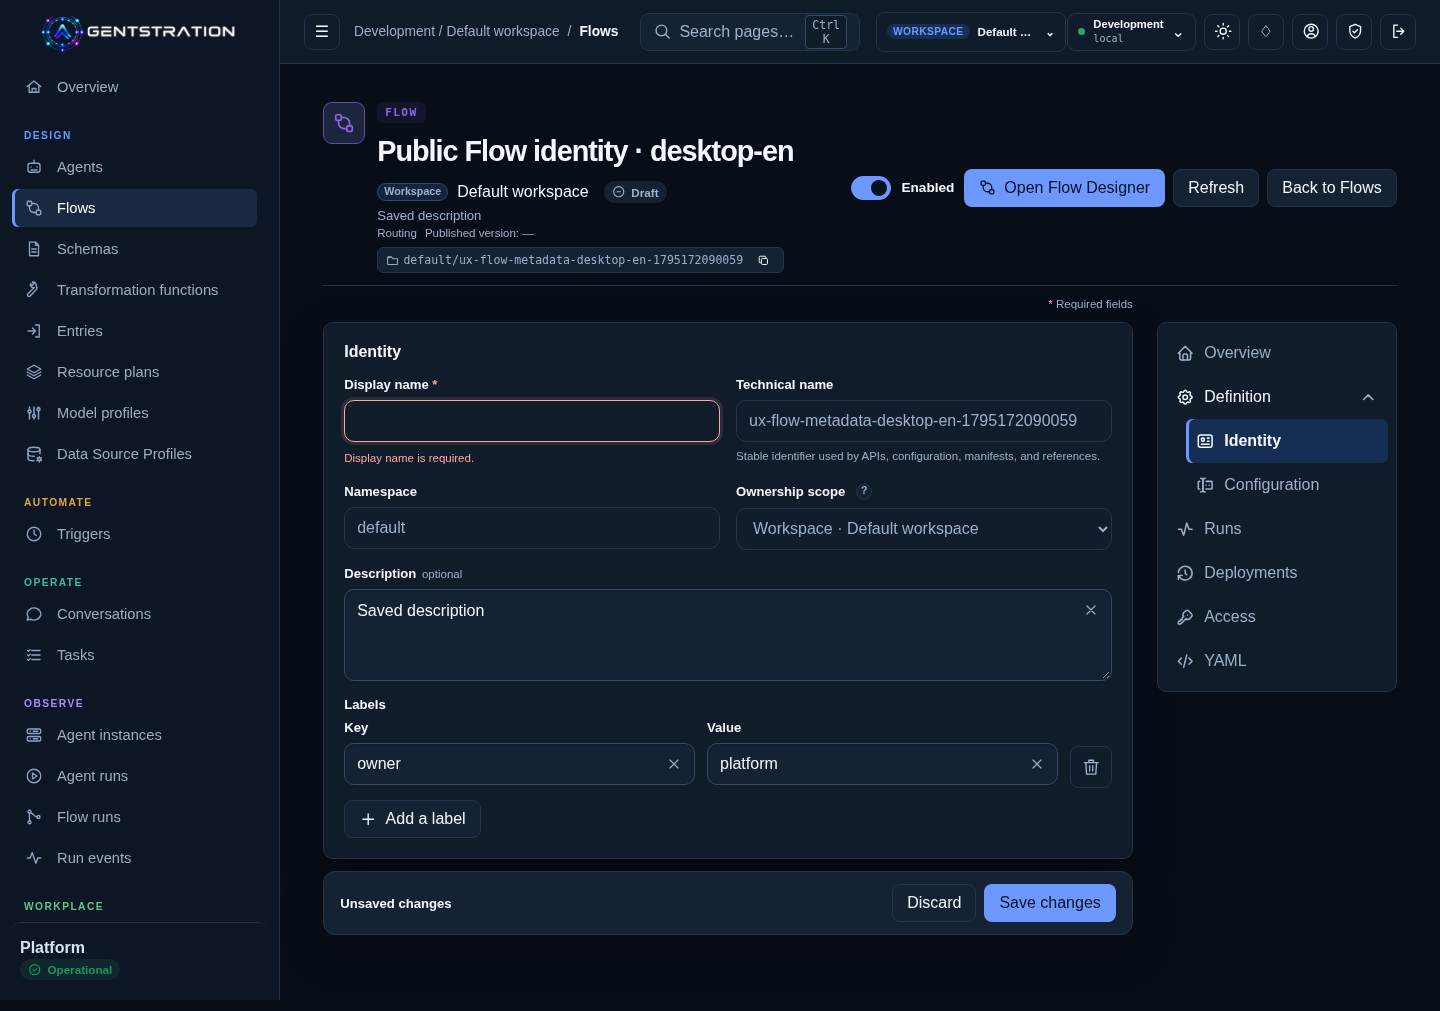 GENTSTRATION
☰
Development / Default workspace / Flows
Search pages…
Ctrl
K
WORKSPACE Default …
Development
local
Overview
DESIGN
Agents
Flows
Schemas
Transformation functions
Entries
Resource plans
Model profiles
Data Source Profiles
AUTOMATE
Triggers
OPERATE
Conversations
Tasks
OBSERVE
Agent instances
Agent runs
Flow runs
Run events
WORKPLACE
Platform
Operational
FLOW
Public Flow identity · desktop-en
Workspace Default workspace Draft
Saved description
Routing Published version: —
default/ux-flow-metadata-desktop-en-1795172090059
Enabled
Open Flow Designer
Refresh
Back to Flows
* Required fields
Identity
Display name *
Display name is required.
Technical name
ux-flow-metadata-desktop-en-1795172090059
Stable identifier used by APIs, configuration, manifests, and references.
Namespace
default
Ownership scope ?
Workspace · Default workspace
Description optional
Saved description
Labels
Key
owner
Value
platform
Add a label
Unsaved changes
Discard
Save changes
Overview
Definition
Identity
Configuration
Runs
Deployments
Access
YAML